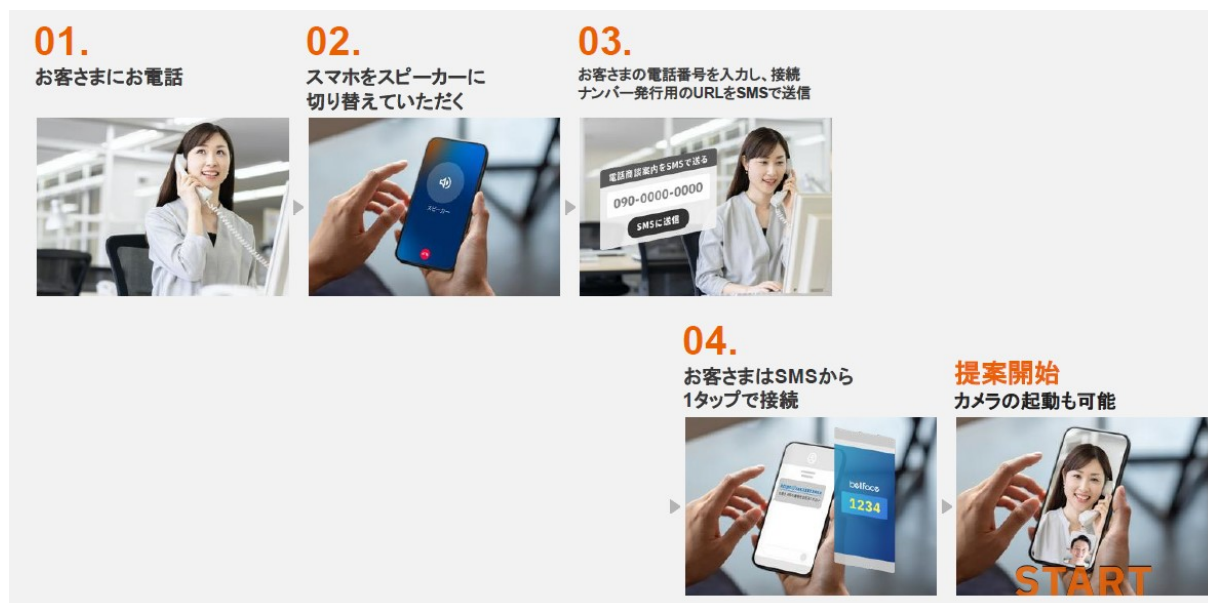 01.
お客さまにお電話
02.
スマホをスピーカーに
切り替えていただく
03.
お客さまの電話番号を入力し、接続
ナンバー発行用のURLをSMSで送信
スピーカー
電話商談案内をSMSで送る
090-0000-0000
SMSに送信
04.
お客さまはSMSから
1タップで接続
bellface
1234
提案開始
カメラの起動も可能
START